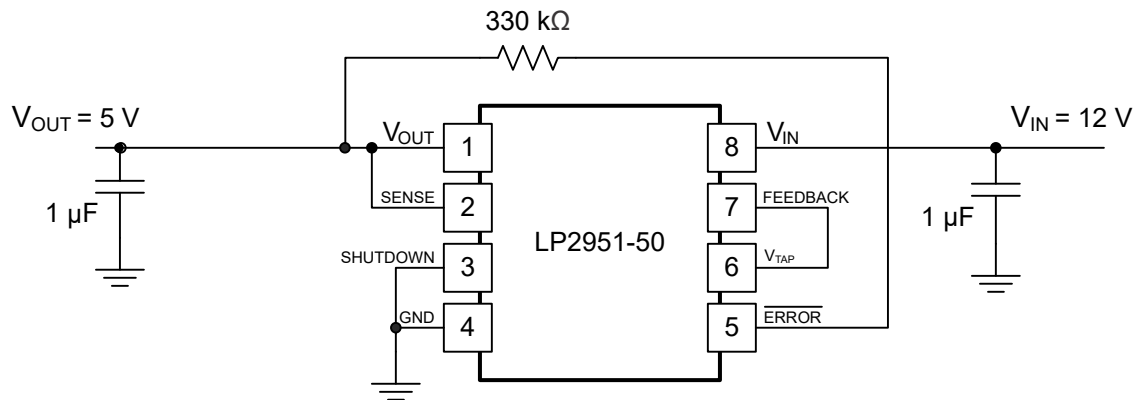 330 kΩ
V_OUT = 5 V
V_IN = 12 V
V_OUT
1
8
V_IN
SENSE
2
7
FEEDBACK
1 µF
1 µF
LP2951-50
SHUTDOWN
3
6
V_TAP
GND
4
5
ERROR